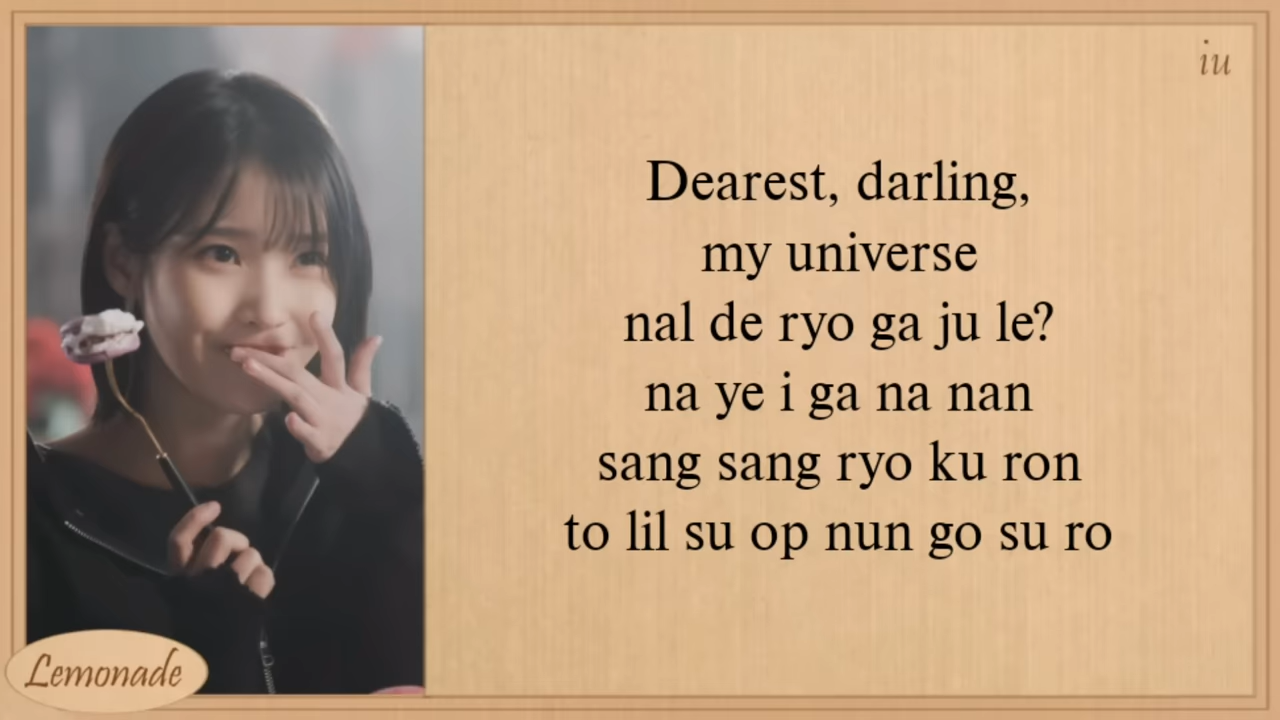 iu
Dearest, darling,
my universe
nal de ryo ga ju le?
na ye i ga na nan
sang sang ryo ku ron
to lil su op nun go su ro
Lemonade